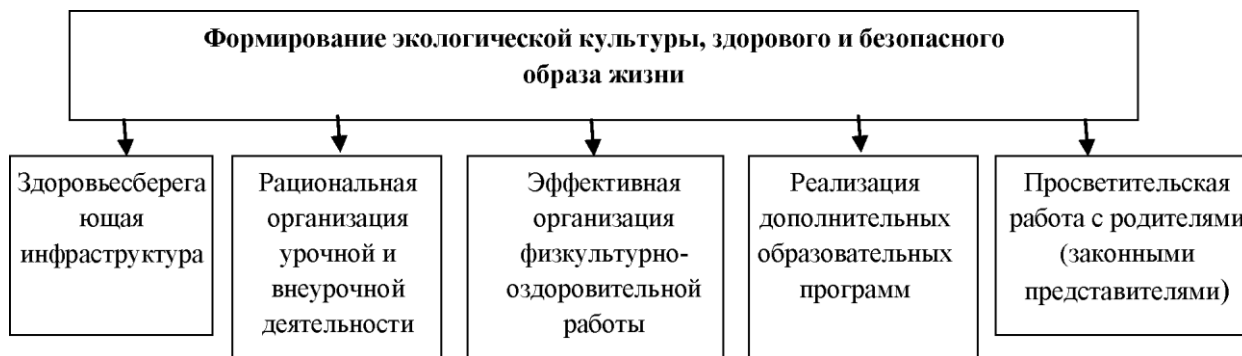 Формирование экологической культуры, здорового и безопасного
образа жизни
Здоровьесберега
ющая
инфраструктура
Рациональная
организация
урочной и
внеурочной
деятельности
Эффективная
организация
физкультурно-
оздоровительной
работы
Реализация
дополнительных
образовательных
программ
Просветительская
работа с родителями
(законными
представителями)